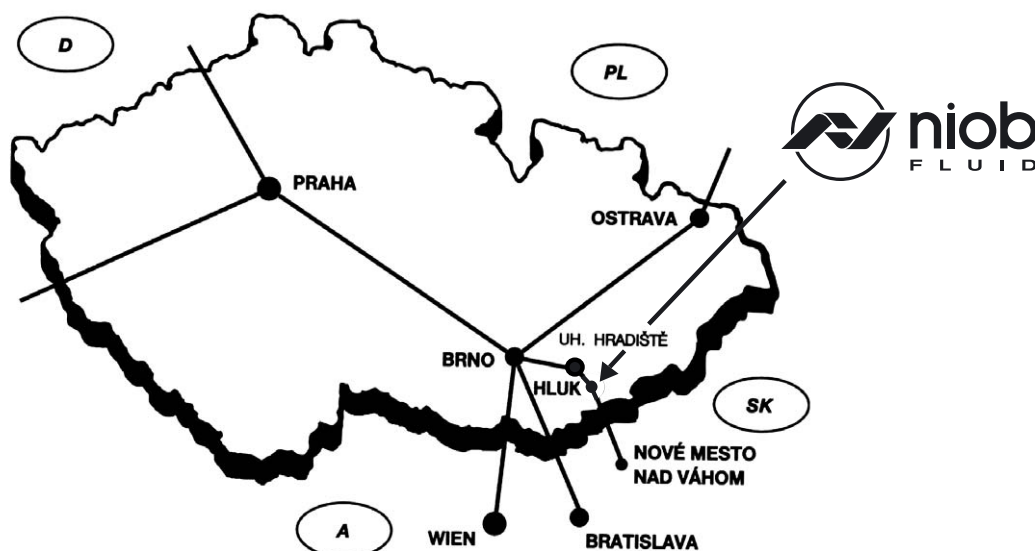 D
PL
niob
FLUID
PRAHA
OSTRAVA
UH. HRADIŠTĚ
BRNO
HLUK
SK
NOVÉ MESTO
NAD VÁHOM
A
WIEN
BRATISLAVA